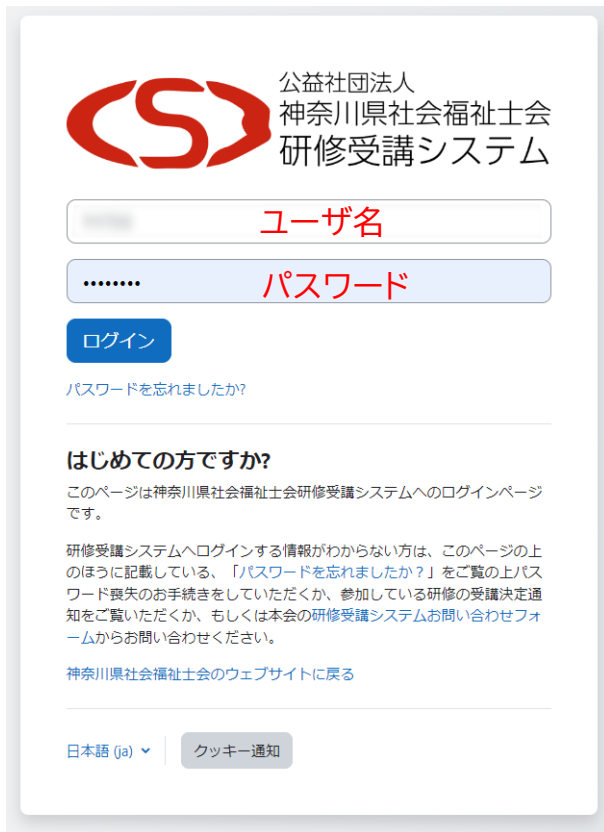 公益社団法人
神奈川県社会福祉士会
研修受講システム
ユーザ名
•••••••• パスワード
ログイン
パスワードを忘れましたか?
はじめての方ですか?
このページは神奈川県社会福祉士会研修受講システムへのログインページ
です。
研修受講システムへログインする情報がわからない方は、このページの上
のほうに記載している、「パスワードを忘れましたか？」をご覧の上パス
ワード喪失のお手続きをしていただくか、参加している研修の受講決定通
知をご覧いただくか、もしくは本会の研修受講システムお問い合わせフォ
ームからお問い合わせください。
神奈川県社会福祉士会のウェブサイトに戻る
日本語 (ja) クッキー通知